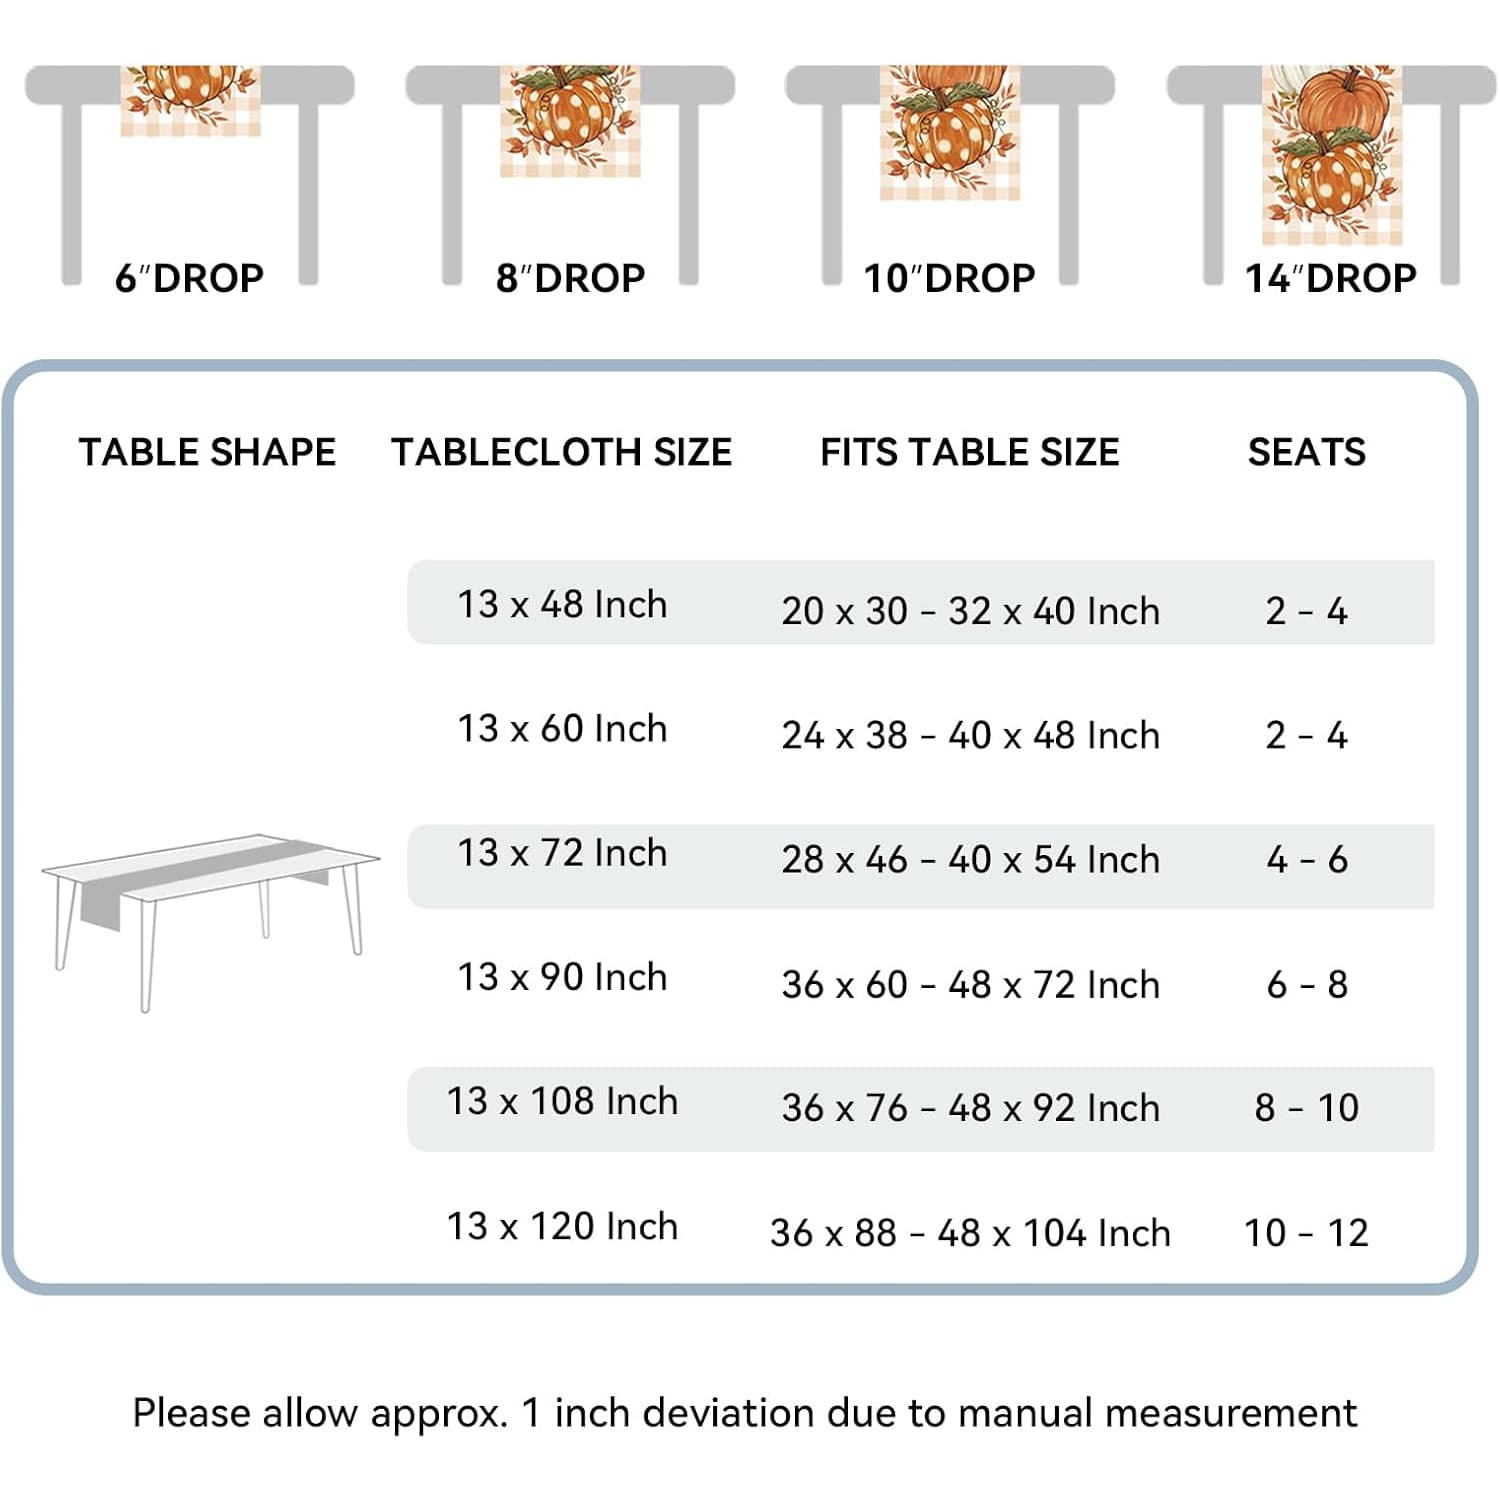 6″DROP 8″DROP 10″DROP 14″DROP
TABLE SHAPE TABLECLOTH SIZE FITS TABLE SIZE SEATS
13 x 48 Inch 20 x 30 - 32 x 40 Inch 2 - 4
13 x 60 Inch 24 x 38 - 40 x 48 Inch 2 - 4
13 x 72 Inch 28 x 46 - 40 x 54 Inch 4 - 6
13 x 90 Inch 36 x 60 - 48 x 72 Inch 6 - 8
13 x 108 Inch 36 x 76 - 48 x 92 Inch 8 - 10
13 x 120 Inch 36 x 88 - 48 x 104 Inch 10 - 12
Please allow approx. 1 inch deviation due to manual measurement